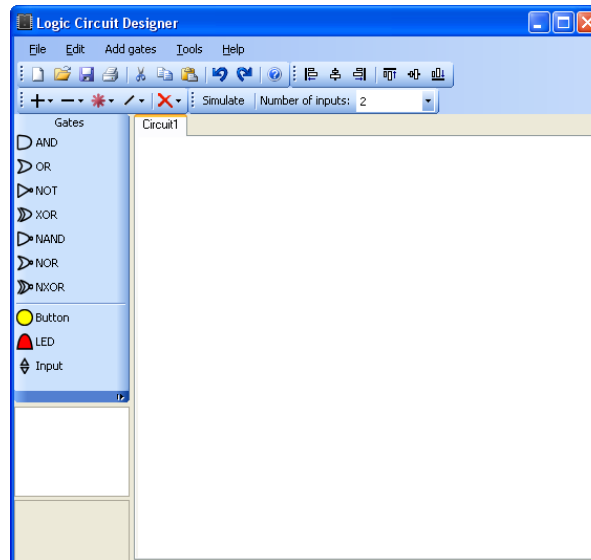 Logic Circuit Designer
File Edit Add gates Tools Help
Simulate Number of inputs: 2
Gates
Circuit1
AND
OR
NOT
XOR
NAND
NOR
NXOR
Button
LED
Input